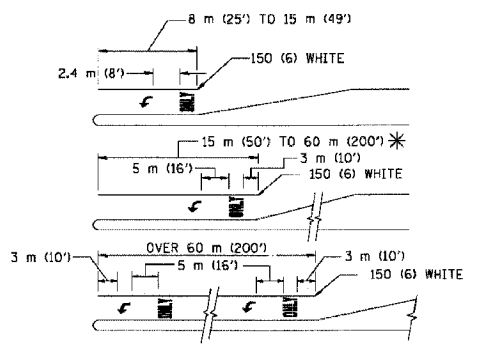 8 m (25') TO 15 m (49')
2.4 m (8')
150 (6) WHITE
ONLY
15 m (50') TO 60 m (200')*
5 m (16')
3 m (10')
150 (6) WHITE
ONLY
OVER 60 m (200')
3 m (10')
3 m (10')
5 m (16')
150 (6) WHITE
ONLY
ONLY